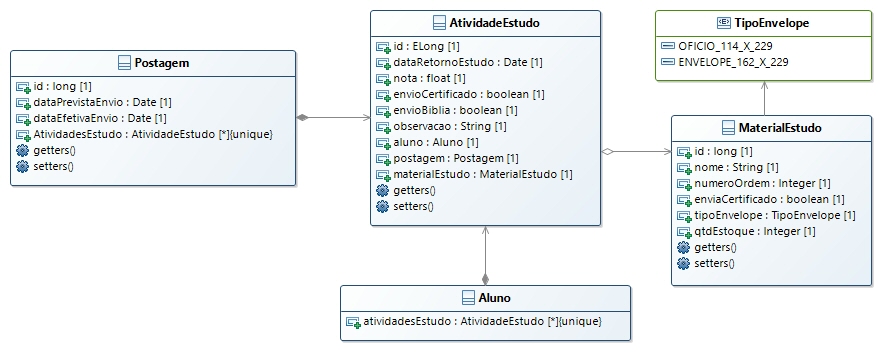 Postagem
id : long [1]
dataPrevistaEnvio : Date [1]
dataEfetivaEnvio : Date [1]
AtividadesEstudo : AtividadeEstudo [*]{unique}
getters()
setters()
AtividadeEstudo
id : ELong [1]
dataRetornoEstudo : Date [1]
nota : float [1]
envioCertificado : boolean [1]
envioBiblia : boolean [1]
observacao : String [1]
aluno : Aluno [1]
postagem : Postagem [1]
materialEstudo : MaterialEstudo [1]
getters()
setters()
<E> TipoEnvelope
OFICIO_114_X_229
ENVELOPE_162_X_229
MaterialEstudo
id : long [1]
nome : String [1]
numeroOrdem : Integer [1]
enviaCertificado : boolean [1]
tipoEnvelope : TipoEnvelope [1]
qtdEstoque : Integer [1]
getters()
setters()
Aluno
atividadesEstudo : AtividadeEstudo [*]{unique}